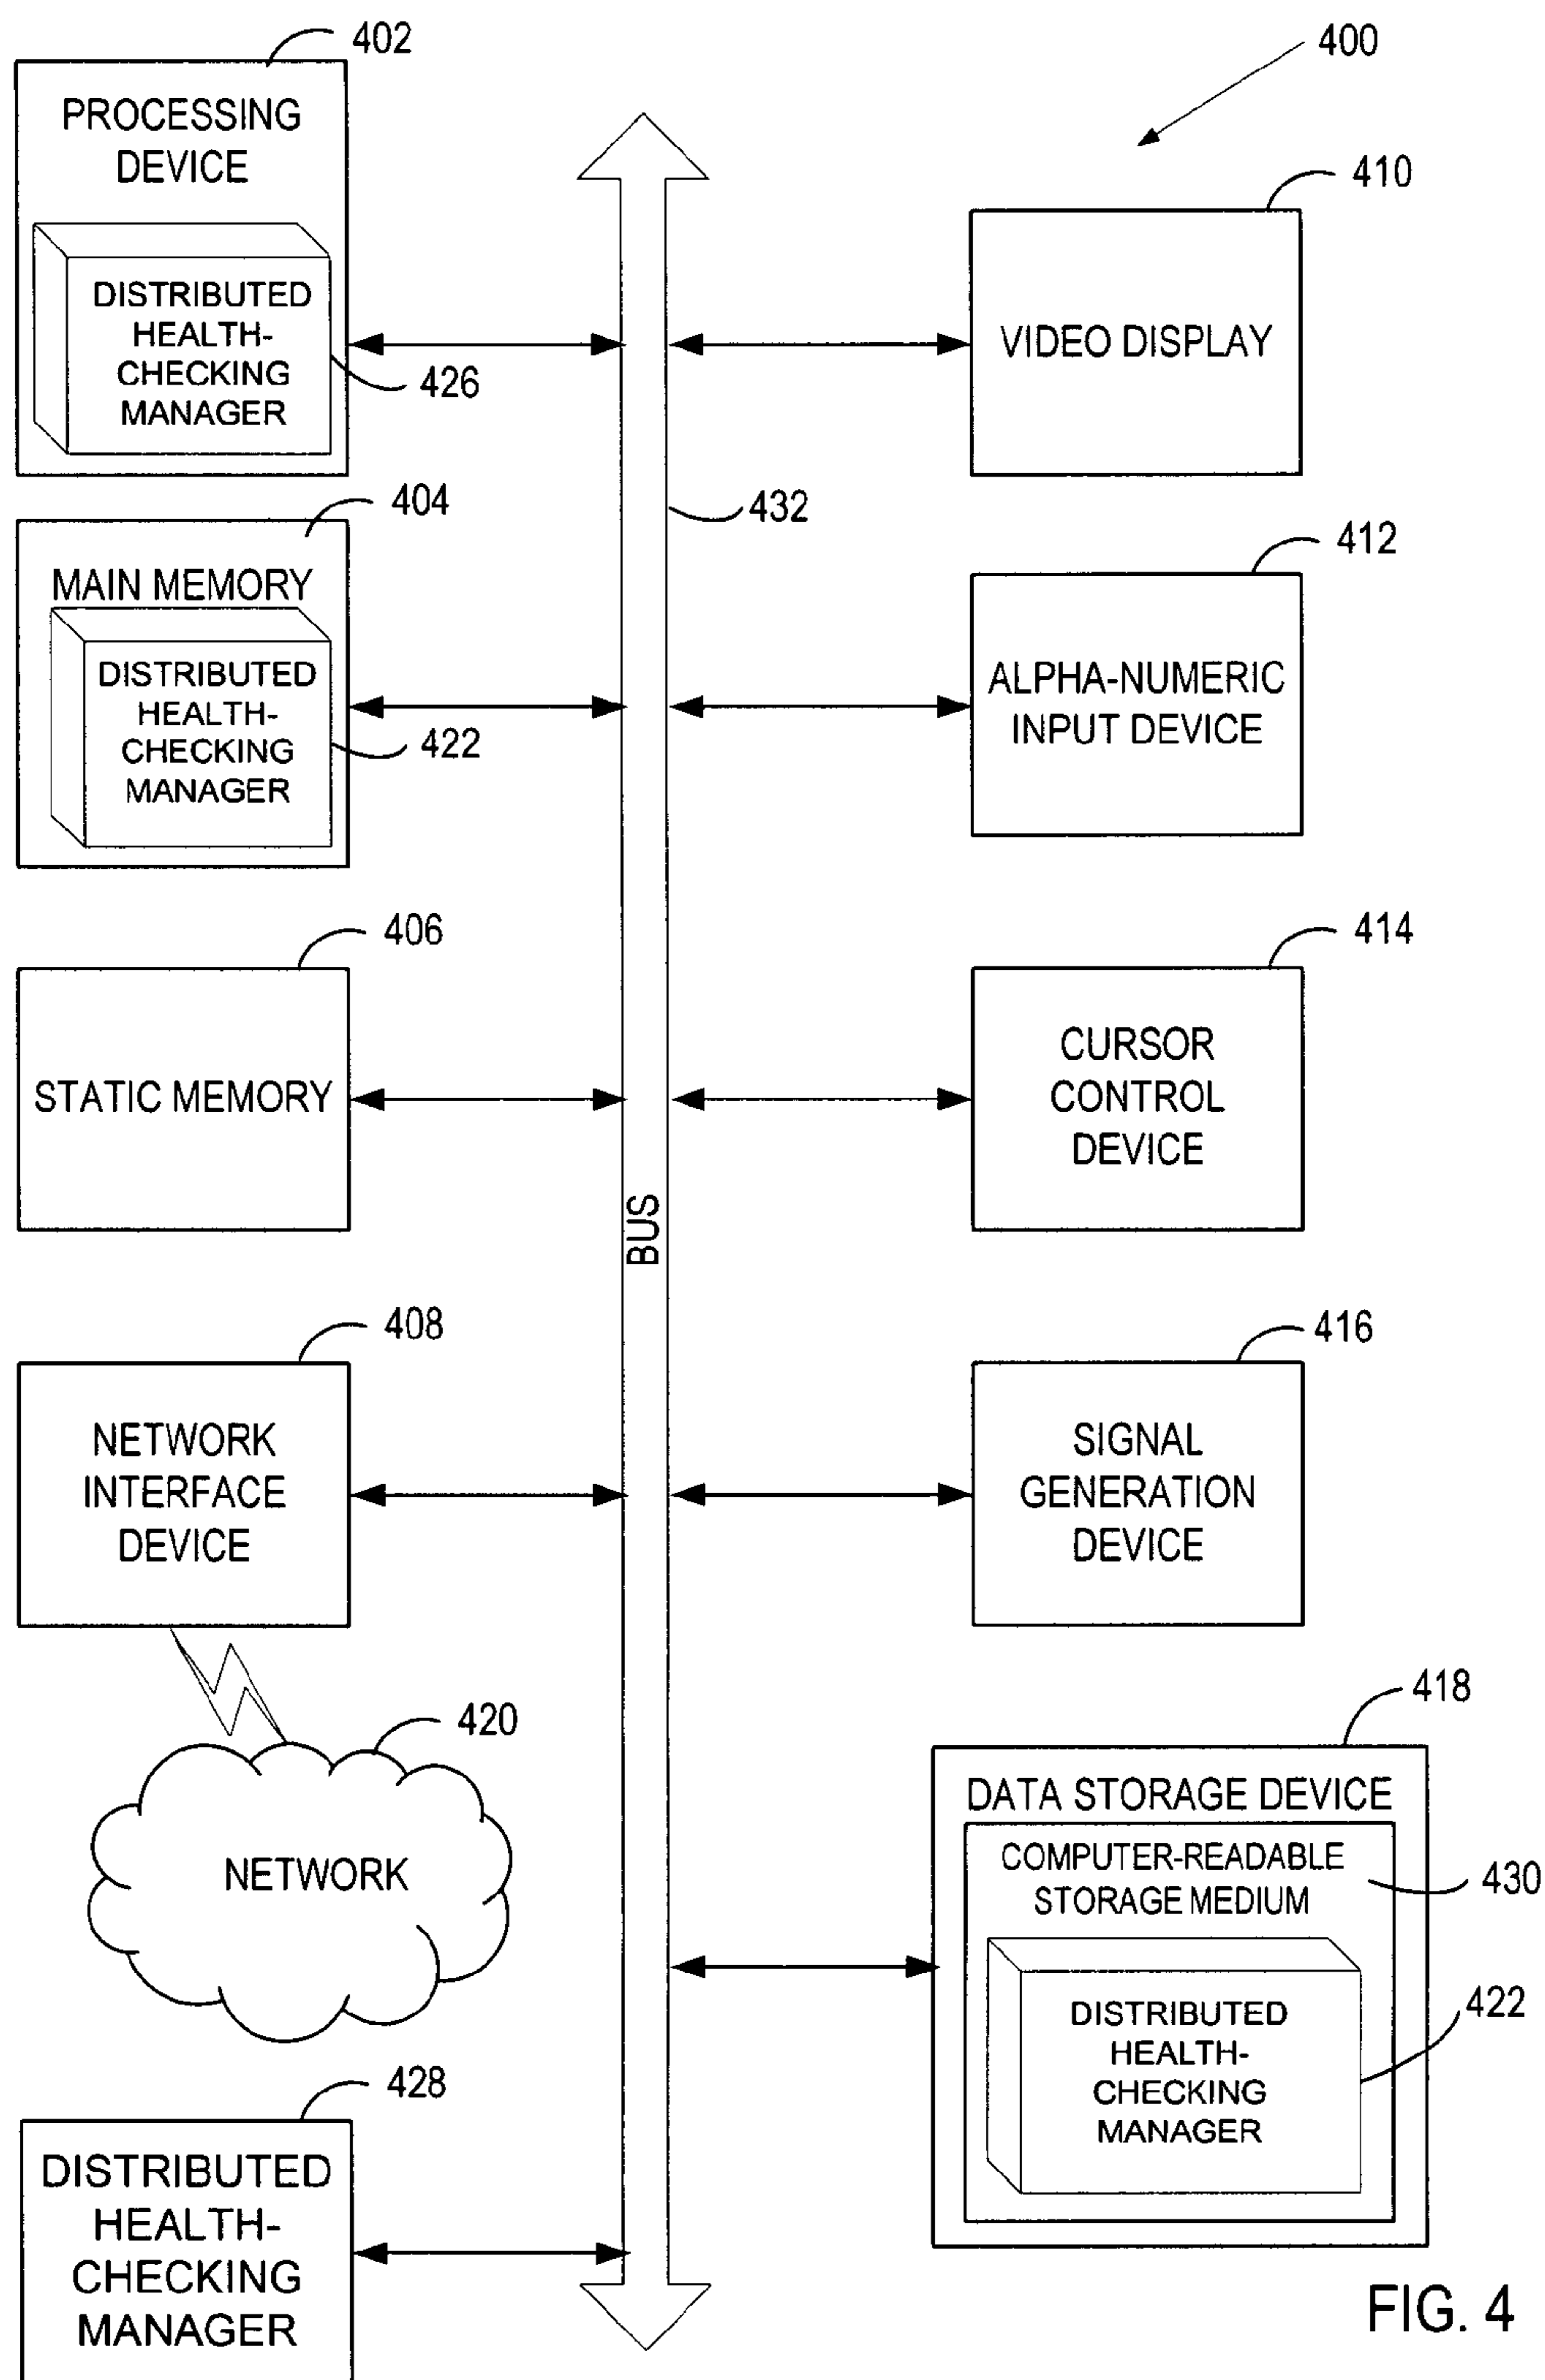 402
PROCESSING
DEVICE
DISTRIBUTED
HEALTH-
CHECKING
MANAGER
426
404
MAIN MEMORY
DISTRIBUTED
HEALTH-
CHECKING
MANAGER
422
406
STATIC MEMORY
408
NETWORK
INTERFACE
DEVICE
420
NETWORK
428
DISTRIBUTED
HEALTH-
CHECKING
MANAGER
432
BUS
400
410
VIDEO DISPLAY
412
ALPHA-NUMERIC
INPUT DEVICE
414
CURSOR
CONTROL
DEVICE
416
SIGNAL
GENERATION
DEVICE
418
DATA STORAGE DEVICE
COMPUTER-READABLE
STORAGE MEDIUM
430
DISTRIBUTED
HEALTH-
CHECKING
MANAGER
422
FIG. 4